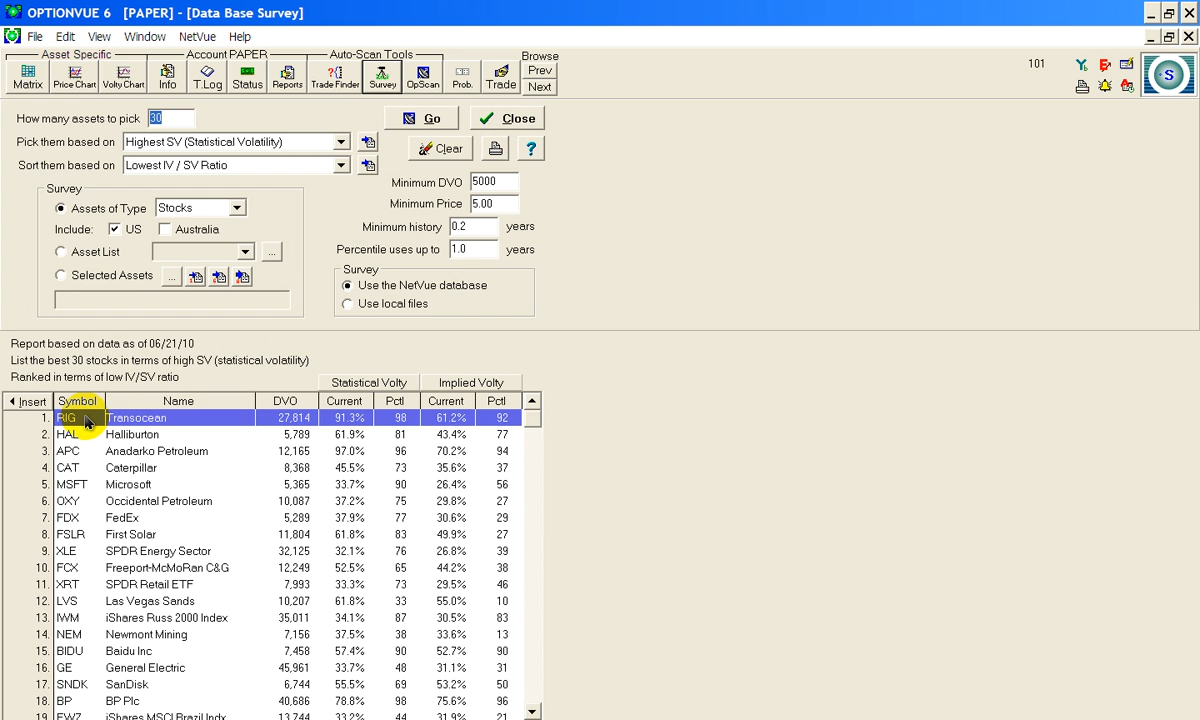 OPTIONVUE 6 [PAPER] - [Data Base Survey]
File Edit View Window NetVue Help
Asset Specific Account PAPER Auto-Scan Tools Browse
Matrix Price Chart Volty Chart Info T.Log Status Reports Trade Finder Survey OpScan Prob. Trade Prev Next
101
S
How many assets to pick 30
Go Close
Pick them based on Highest SV (Statistical Volatility)
Clear ?
Sort them based on Lowest IV / SV Ratio
Minimum DVO 5000
Minimum Price 5.00
Minimum history 0.2 years
Percentile uses up to 1.0 years
Survey
Assets of Type Stocks
Include: US Australia
Asset List ...
Selected Assets ...
Survey
Use the NetVue database
Use local files
Report based on data as of 06/21/10
List the best 30 stocks in terms of high SV (statistical volatility)
Ranked in terms of low IV/SV ratio
Statistical Volty Implied Volty
Insert Symbol Name DVO Current Pctl Current Pctl
1. RIG Transocean 27,814 91.3% 98 61.2% 92
2. HAL Halliburton 5,789 61.9% 81 43.4% 77
3. APC Anadarko Petroleum 12,165 97.0% 96 70.2% 94
4. CAT Caterpillar 8,368 45.5% 73 35.6% 37
5. MSFT Microsoft 5,365 33.7% 90 26.4% 56
6. OXY Occidental Petroleum 10,087 37.2% 75 29.8% 27
7. FDX FedEx 5,289 37.9% 77 30.6% 29
8. FSLR First Solar 11,804 61.8% 83 49.9% 27
9. XLE SPDR Energy Sector 32,125 32.1% 76 26.8% 39
10. FCX Freeport-McMoRan C&G 12,249 52.5% 65 44.2% 38
11. XRT SPDR Retail ETF 7,993 33.3% 73 29.5% 46
12. LVS Las Vegas Sands 10,207 61.8% 33 55.0% 10
13. IWM iShares Russ 2000 Index 35,011 34.1% 87 30.5% 83
14. NEM Newmont Mining 7,156 37.5% 38 33.6% 13
15. BIDU Baidu Inc 7,458 57.4% 90 52.7% 90
16. GE General Electric 45,961 33.7% 48 31.1% 31
17. SNDK SanDisk 6,744 55.5% 69 53.2% 50
18. BP BP Plc 40,686 78.8% 98 75.6% 96
19. EWZ iShares MSCI Brazil Indx 13,744 33.2% 44 31.9% 21